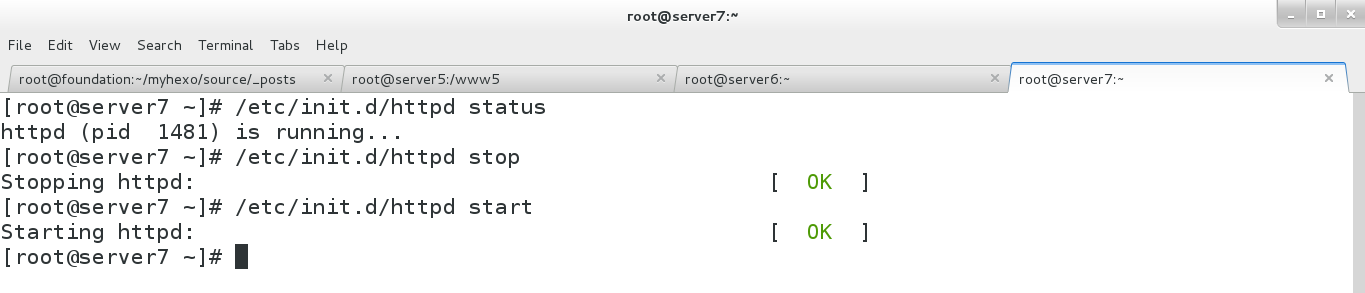 root@server7:~
File Edit View Search Terminal Tabs Help
root@foundation:~/myhexo/source/_posts × root@server5:/www5 × root@server6:~ × root@server7:~ ×
[root@server7 ~]# /etc/init.d/httpd status
httpd (pid  1481) is running...
[root@server7 ~]# /etc/init.d/httpd stop
Stopping httpd:                                            [  OK  ]
[root@server7 ~]# /etc/init.d/httpd start
Starting httpd:                                            [  OK  ]
[root@server7 ~]#